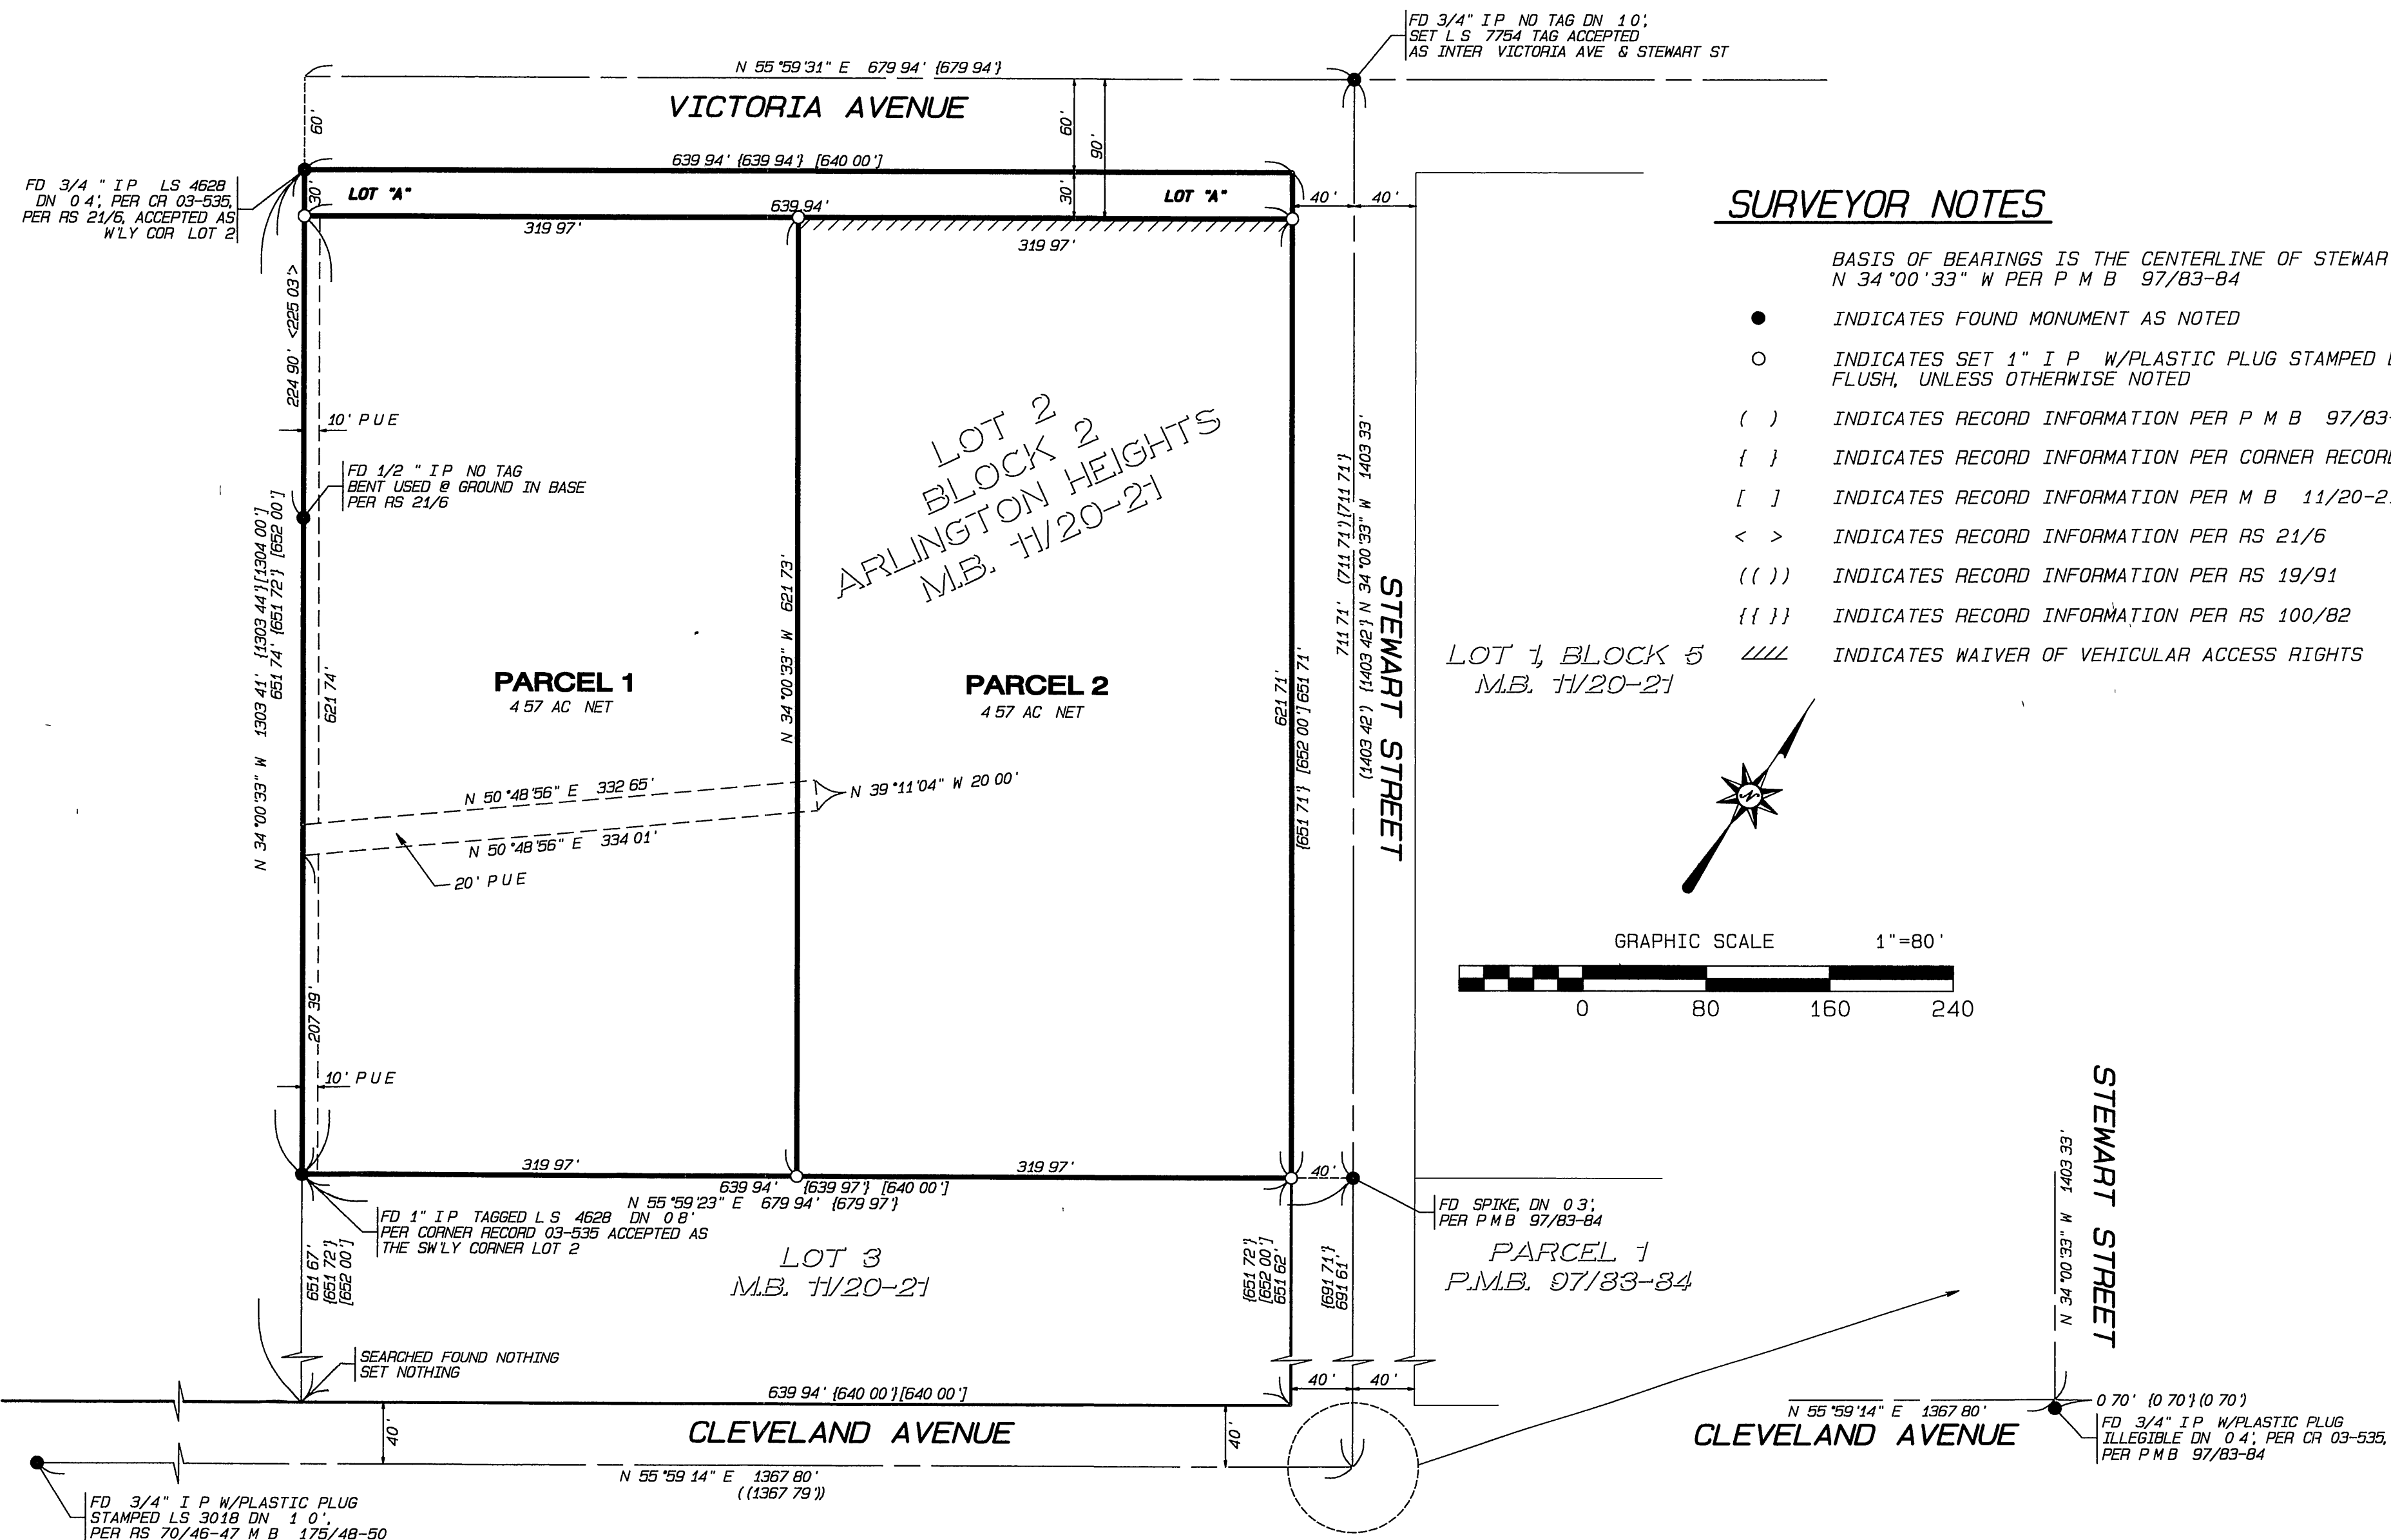 FD 3/4" I P NO TAG DN 1 0',
SET L S 7754 TAG ACCEPTED
AS INTER VICTORIA AVE & STEWART ST
N 55°59'31" E 679 94' {679 94'}
VICTORIA AVENUE
60'
60'
90'
30'
639 94' {639 94'} [640 00']
FD 3/4 " I P LS 4628
DN 0 4', PER CR 03-535,
PER RS 21/6, ACCEPTED AS
W'LY COR LOT 2
30'
LOT "A"
LOT "A"
639.94'
319 97'
319 97'
40'
40'
SURVEYOR NOTES
BASIS OF BEARINGS IS THE CENTERLINE OF STEWAR
N 34°00'33" W PER P M B 97/83-84
● INDICATES FOUND MONUMENT AS NOTED
○ INDICATES SET 1" I P W/PLASTIC PLUG STAMPED
FLUSH, UNLESS OTHERWISE NOTED
( ) INDICATES RECORD INFORMATION PER P M B 97/83-
{ } INDICATES RECORD INFORMATION PER CORNER RECORD
[ ] INDICATES RECORD INFORMATION PER M B 11/20-2
< > INDICATES RECORD INFORMATION PER RS 21/6
(( )) INDICATES RECORD INFORMATION PER RS 19/91
{{ }} INDICATES RECORD INFORMATION PER RS 100/82
INDICATES WAIVER OF VEHICULAR ACCESS RIGHTS
224 90' <225 03'>
10' P U E
FD 1/2 " I P NO TAG
BENT USED @ GROUND IN BASE
PER RS 21/6
LOT 2
BLOCK 2
ARLINGTON HEIGHTS
M.B. 11/20-21
N 34°00'33" W 1303 41' {1303 44'}[1304 00']
651 74' {651 72'} [652 00']
621 74'
N 34°00'33" W 621 73'
621 71'
{651 71'} [652 00'] 651 71'
711 71' (711 71'){711 71'}
(1403 42') {1403 42'} N 34°00'33" W 1403 33'
STEWART STREET
LOT 1, BLOCK 5
M.B. 11/20-21
PARCEL 1
4 57 AC NET
PARCEL 2
4 57 AC NET
N 50°48'56" E 332 65'
N 39°11'04" W 20 00'
N 50°48'56" E 334 01'
20' P U E
N
GRAPHIC SCALE 1"=80'
0 80 160 240
207 39'
10' P U E
319 97'
319 97'
40'
639 94' {639 97'} [640 00']
N 55°59'23" E 679 94' {679 97'}
FD 1" I P TAGGED L S 4628 DN 0 8'
PER CORNER RECORD 03-535 ACCEPTED AS
THE SW'LY CORNER LOT 2
FD SPIKE, DN 0 3',
PER P M B 97/83-84
651 67'
{651 72'}
[652 00']
LOT 3
M.B. 11/20-21
{651 72'}
[652 00']
651 62'
{691 71'}
691 61'
PARCEL 1
P.M.B. 97/83-84
SEARCHED FOUND NOTHING
SET NOTHING
639 94' {640 00'}[640 00']
40'
40'
40'
CLEVELAND AVENUE
40'
N 55°59 14" E 1367 80'
((1367 79'))
FD 3/4" I P W/PLASTIC PLUG
STAMPED LS 3018 DN 1 0',
PER RS 70/46-47 M B 175/48-50
N 34°00'33" W 1403 33'
STEWART STREET
N 55°59'14" E 1367 80'
0 70' {0 70'}(0 70')
CLEVELAND AVENUE
FD 3/4" I P W/PLASTIC PLUG
ILLEGIBLE DN 0 4', PER CR 03-535,
PER P M B 97/83-84